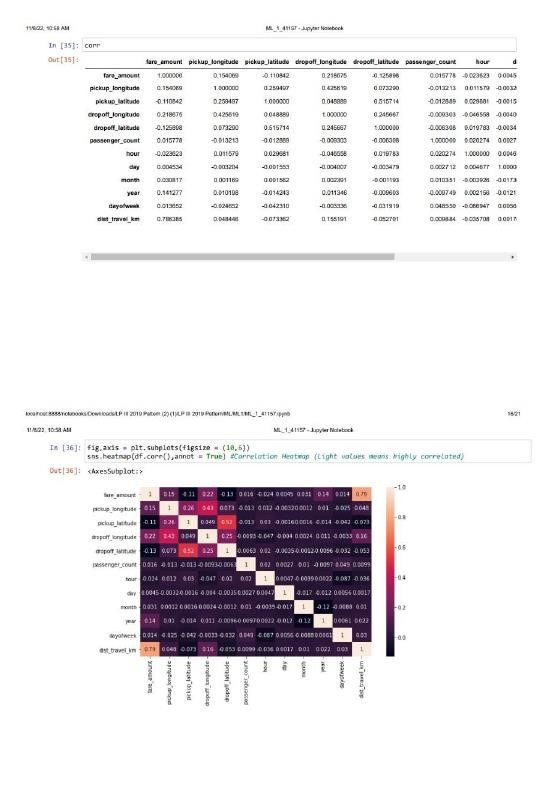 11/8/22, 10:58 AM ML_1_41157 - Jupyter Notebook
In [35]: corr
Out[35]:
fare_amount pickup_longitude pickup_latitude dropoff_longitude dropoff_latitude passenger_count hour d
fare_amount 1.000000 0.154069 -0.110842 0.218675 -0.125898 0.015778 -0.023623 0.0045
pickup_longitude 0.154069 1.000000 0.259497 0.425619 0.073290 -0.013213 0.011579 -0.0032
pickup_latitude -0.110842 0.259497 1.000000 0.048889 0.515714 -0.012889 0.029681 -0.0015
dropoff_longitude 0.218675 0.425619 0.048889 1.000000 0.245667 -0.009303 -0.046558 -0.0040
dropoff_latitude -0.125898 0.073290 0.515714 0.245667 1.000000 -0.006308 0.019783 -0.0034
passenger_count 0.015778 -0.013213 -0.012889 -0.009303 -0.006308 1.000000 0.020274 0.0027
hour -0.023623 0.011579 0.029681 -0.046558 0.019783 0.020274 1.000000 0.0046
day 0.004534 -0.003204 -0.001553 -0.004007 -0.003479 0.002712 0.004677 1.0000
month 0.030817 0.001169 0.001562 0.002391 -0.001193 0.010351 -0.003926 -0.0173
year 0.141277 0.010198 -0.014243 0.011346 -0.009603 -0.009749 0.002156 -0.0121
dayofweek 0.013652 -0.024652 -0.042310 -0.003336 -0.031919 0.048550 -0.086947 0.0056
dist_travel_km 0.786385 0.048446 -0.073362 0.155191 -0.052701 0.009884 -0.035708 0.0017
localhost:8888/notebooks/Downloads/LP III 2019 Pattern (2) (1)/LP III 2019 Pattern/ML/ML1/ML_1_41157.ipynb 16/21
11/8/22, 10:58 AM ML_1_41157 - Jupyter Notebook
In [36]: fig,axis = plt.subplots(figsize = (10,6))
sns.heatmap(df.corr(),annot = True) #Correlation Heatmap (Light values means highly correlated)
Out[36]: <AxesSubplot:>
fare_amount 1 0.15 -0.11 0.22 -0.13 0.016 -0.024 0.0045 0.031 0.14 0.014 0.79
pickup_longitude 0.15 1 0.26 0.43 0.073 -0.013 0.012 -0.0032 0.0012 0.01 -0.025 0.048
pickup_latitude -0.11 0.26 1 0.049 0.52 -0.013 0.03 -0.0016 0.0016 -0.014 -0.042 -0.073
dropoff_longitude 0.22 0.43 0.049 1 0.25 -0.0093 -0.047 -0.004 0.0024 0.011 -0.0033 0.16
dropoff_latitude -0.13 0.073 0.52 0.25 1 -0.0063 0.02 -0.0035 -0.0012 -0.0096 -0.032 -0.053
passenger_count 0.016 -0.013 -0.013 -0.0093 -0.0063 1 0.02 0.0027 0.01 -0.0097 0.049 0.0099
hour -0.024 0.012 0.03 -0.047 0.02 0.02 1 0.0047 -0.0039 0.0022 -0.087 -0.036
day 0.0045 -0.0032 -0.0016 -0.004 -0.0035 0.0027 0.0047 1 -0.017 -0.012 0.0056 0.0017
month 0.031 0.0012 0.0016 0.0024 -0.0012 0.01 -0.0039 -0.017 1 -0.12 -0.0088 0.01
year 0.14 0.01 -0.014 0.011 -0.0096 -0.0097 0.0022 -0.012 -0.12 1 0.0061 0.022
dayofweek 0.014 -0.025 -0.042 -0.0033 -0.032 0.049 -0.087 0.0056 -0.0088 0.0061 1 0.03
dist_travel_km 0.79 0.048 -0.073 0.16 -0.053 0.0099 -0.036 0.0017 0.01 0.022 0.03 1
fare_amount pickup_longitude pickup_latitude dropoff_longitude dropoff_latitude passenger_count hour day month year dayofweek dist_travel_km
1.0
0.8
0.6
0.4
0.2
0.0